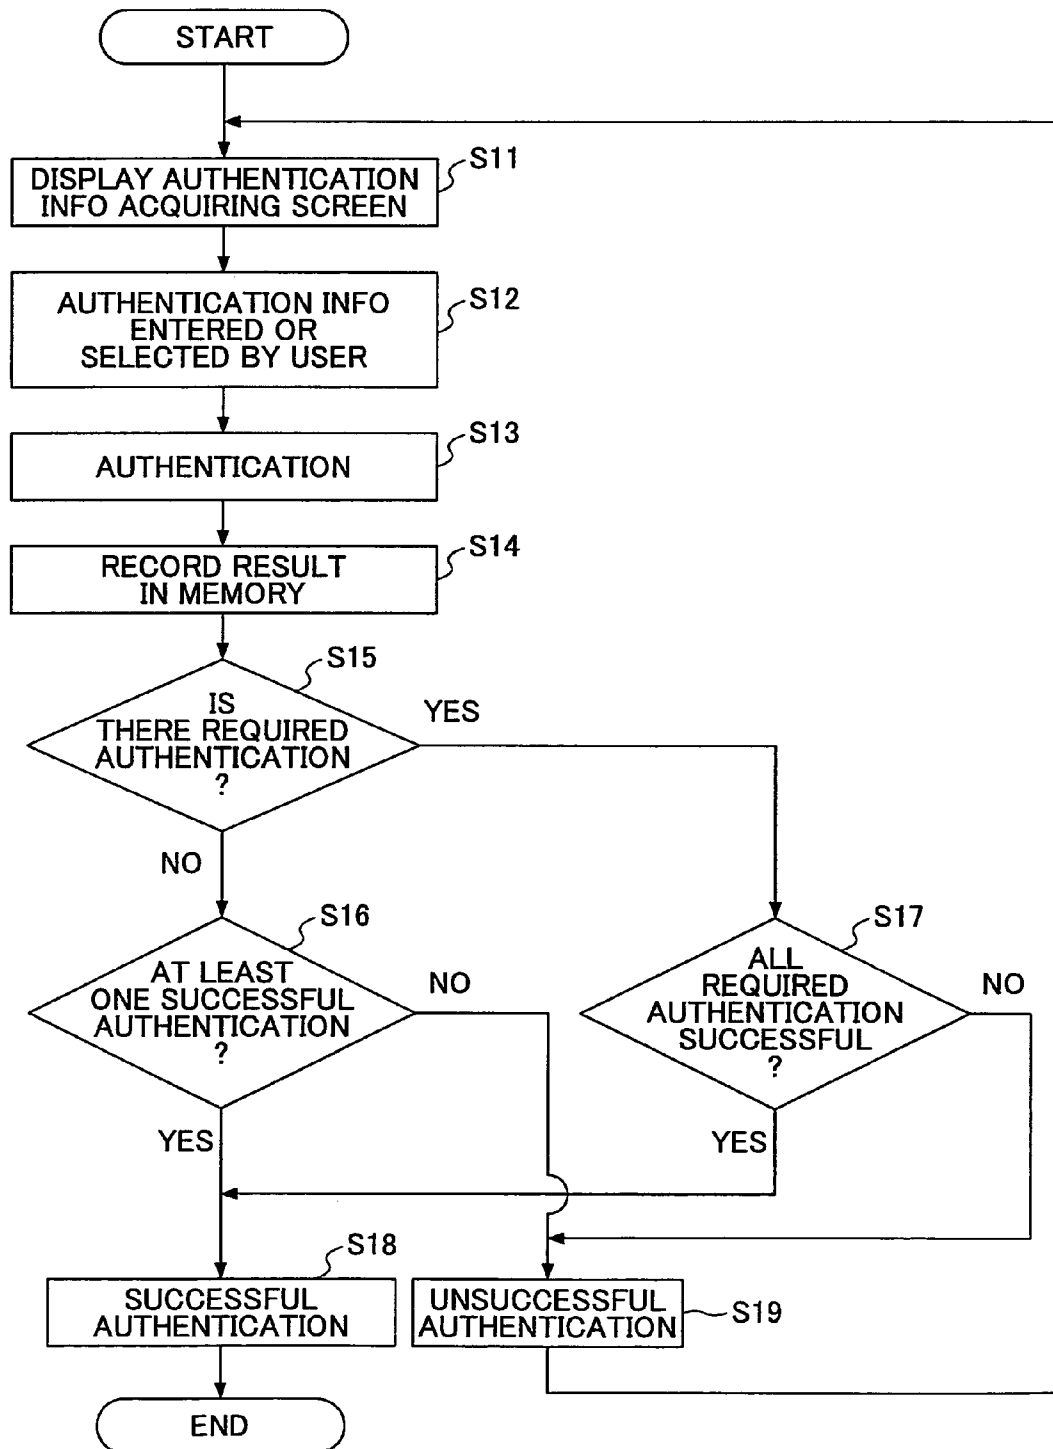 START
S11
DISPLAY AUTHENTICATION
INFO ACQUIRING SCREEN
S12
AUTHENTICATION INFO
ENTERED OR
SELECTED BY USER
S13
AUTHENTICATION
S14
RECORD RESULT
IN MEMORY
S15
IS
THERE REQUIRED
AUTHENTICATION
?
YES
NO
S16
AT LEAST
ONE SUCCESSFUL
AUTHENTICATION
?
NO
YES
S17
ALL
REQUIRED
AUTHENTICATION
SUCCESSFUL
?
NO
YES
S18
SUCCESSFUL
AUTHENTICATION
UNSUCCESSFUL
AUTHENTICATION
S19
END